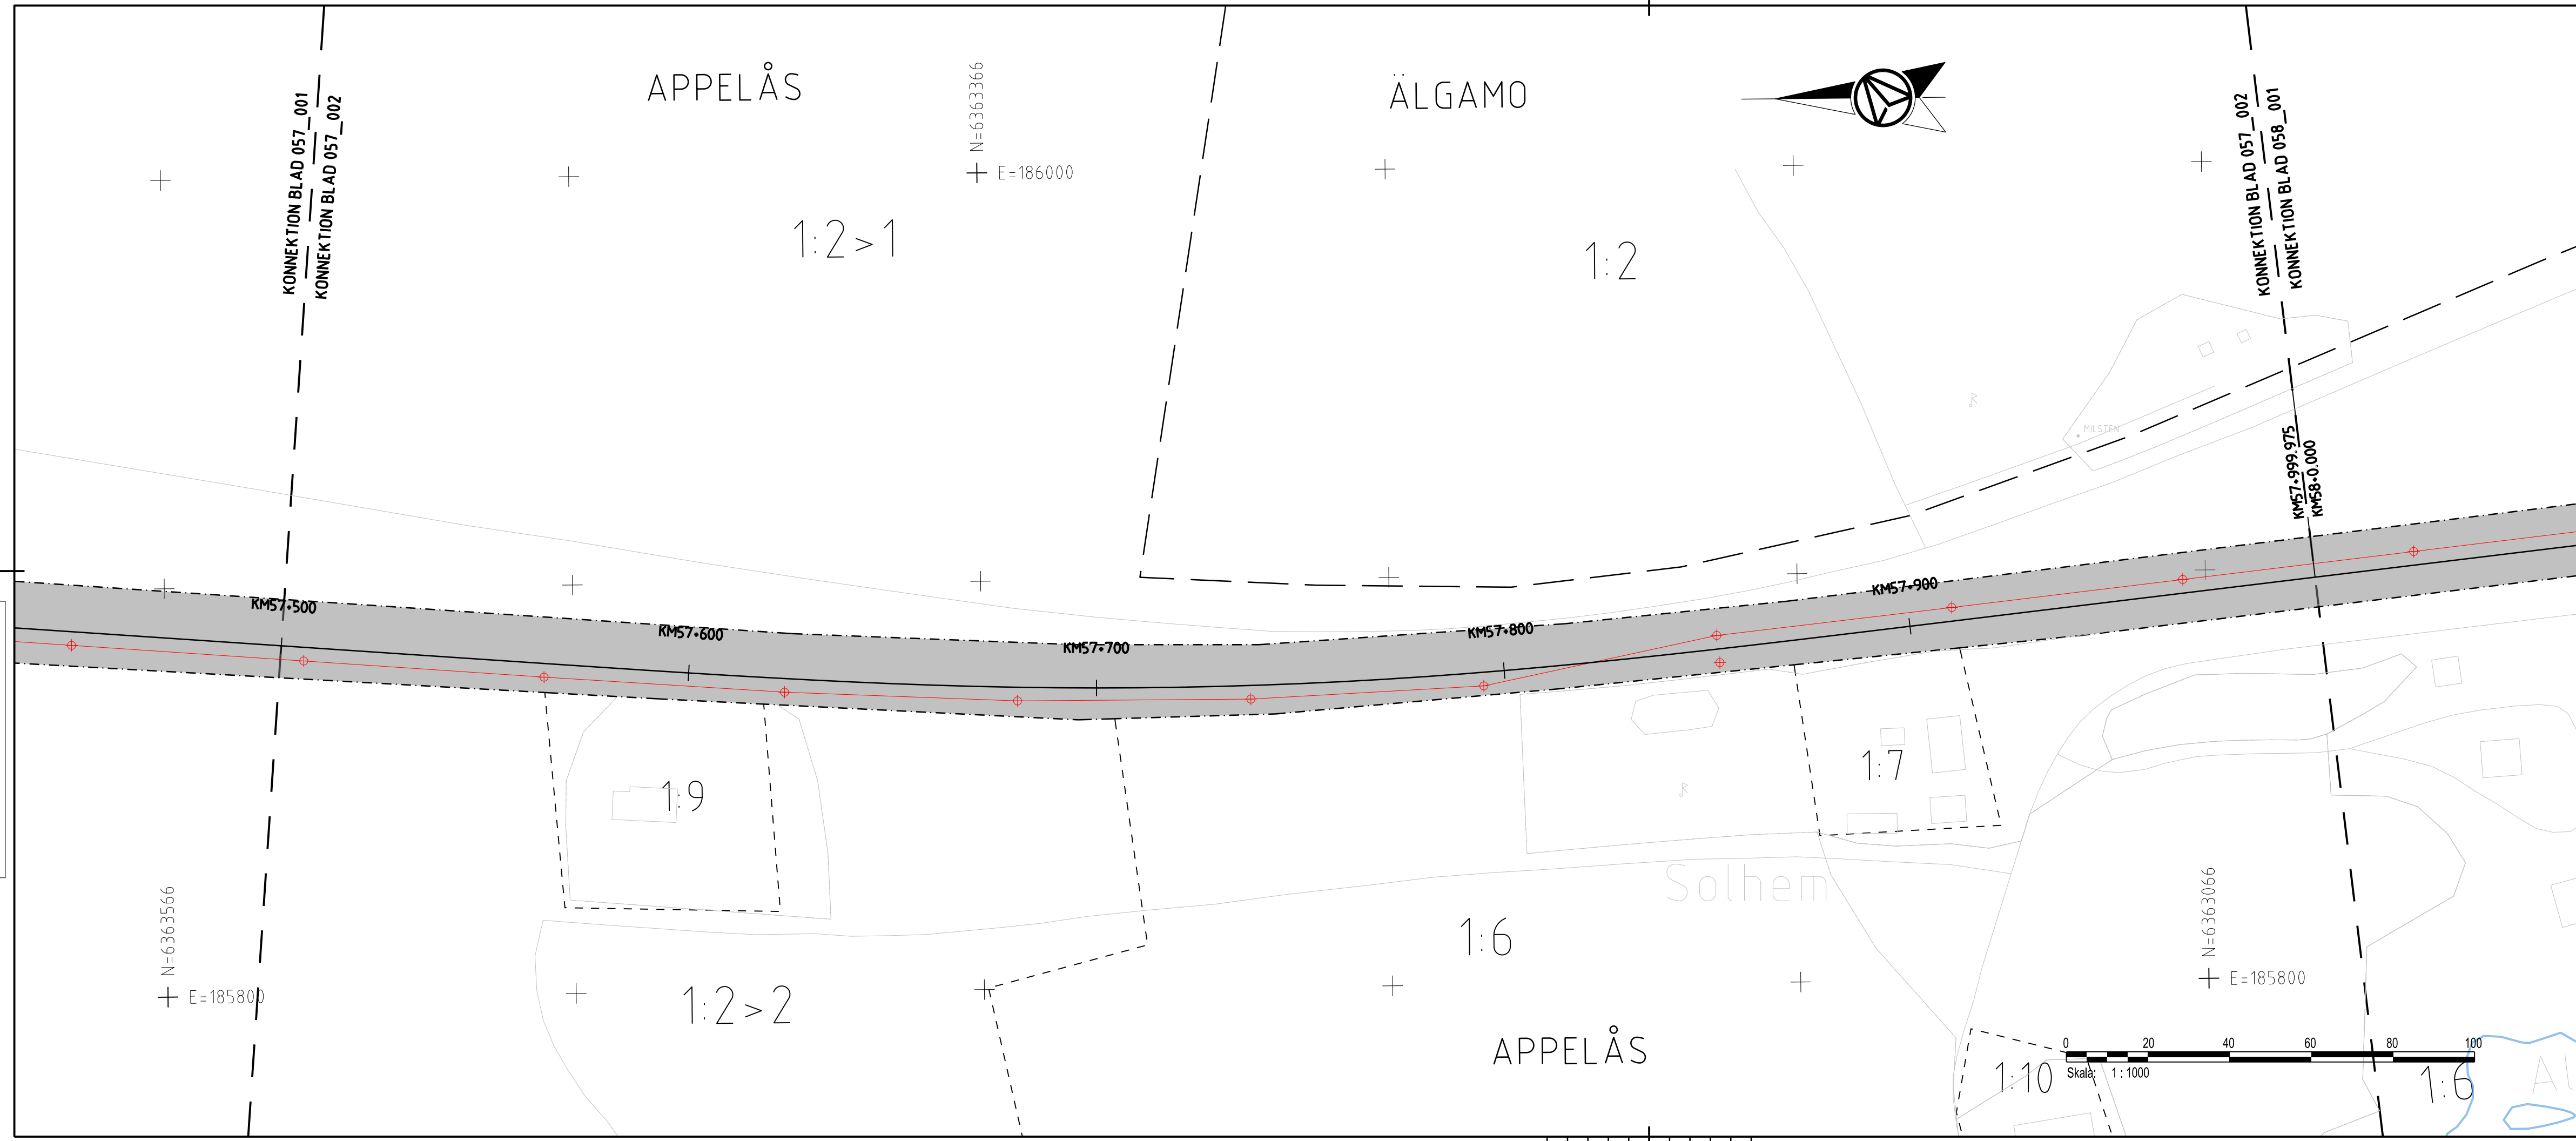 KONNEKTION BLAD 057_001
KONNEKTION BLAD 057_002
APPELÅS
N=6363366
E=186000
ÄLGAMO
KONNEKTION BLAD 057_002
KONNEKTION BLAD 058_001
1:2>1
1:2
MILSTEN
KM57+999.975
KM58+0.000
KM57+500
KM57+600
KM57+700
KM57+800
KM57+900
1:9
1:7
Solhem
N=6363566
E=185800
1:2>2
1:6
N=6363066
E=185800
APPELÅS
0 20 40 60 80 100
Skala: 1 : 1000
1:10
1:6
Al